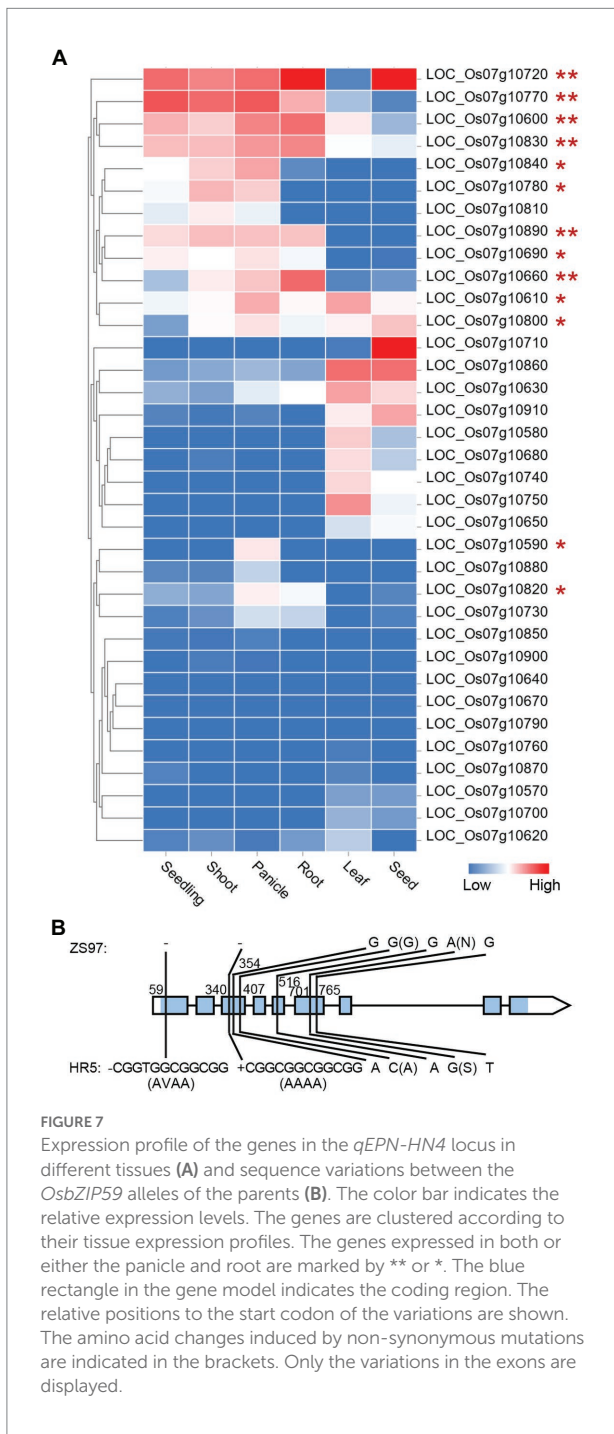 A
LOC_Os07g10720 **
LOC_Os07g10770 **
LOC_Os07g10600 **
LOC_Os07g10830 **
LOC_Os07g10840 *
LOC_Os07g10780 *
LOC_Os07g10810
LOC_Os07g10890 **
LOC_Os07g10690 *
LOC_Os07g10660 **
LOC_Os07g10610 *
LOC_Os07g10800 *
LOC_Os07g10710
LOC_Os07g10860
LOC_Os07g10630
LOC_Os07g10910
LOC_Os07g10580
LOC_Os07g10680
LOC_Os07g10740
LOC_Os07g10750
LOC_Os07g10650
LOC_Os07g10590 *
LOC_Os07g10880
LOC_Os07g10820 *
LOC_Os07g10730
LOC_Os07g10850
LOC_Os07g10900
LOC_Os07g10640
LOC_Os07g10670
LOC_Os07g10790
LOC_Os07g10760
LOC_Os07g10870
LOC_Os07g10570
LOC_Os07g10700
LOC_Os07g10620
Seedling Shoot Panicle Root Leaf Seed
Low High
B
ZS97: - - G G(G) G A(N) G
354
59 340 407 516 701 765
HR5: -CGGTGGCGGCGG +CGGCGGCGGCGG A C(A) A G(S) T
(AVAA) (AAAA)
FIGURE 7
Expression profile of the genes in the qEPN-HN4 locus in
different tissues (A) and sequence variations between the
OsbZIP59 alleles of the parents (B). The color bar indicates the
relative expression levels. The genes are clustered according to
their tissue expression profiles. The genes expressed in both or
either the panicle and root are marked by ** or *. The blue
rectangle in the gene model indicates the coding region. The
relative positions to the start codon of the variations are shown.
The amino acid changes induced by non-synonymous mutations
are indicated in the brackets. Only the variations in the exons are
displayed.